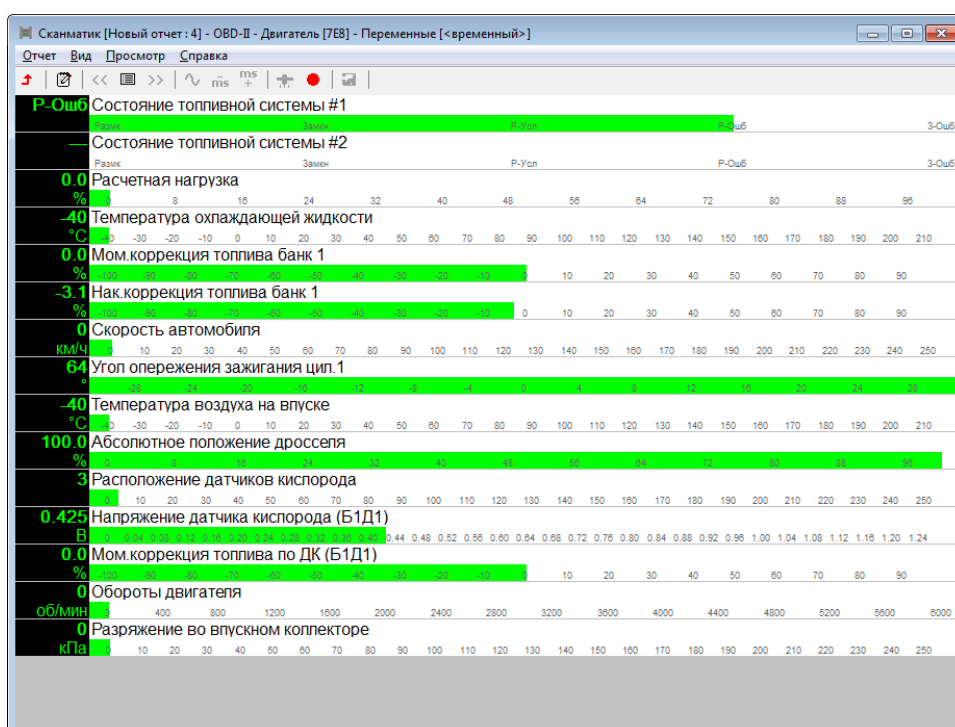 Сканматик [Новый отчет : 4] - OBD-II - Двигатель [7E8] - Переменные [<временный>]
Отчет Вид Просмотр Справка
<< >> ms ms +
Р-Ошб Состояние топливной системы #1
Размк Замкн Р-Усл Р-Ошб З-Ошб
--- Состояние топливной системы #2
Размк Замкн Р-Усл Р-Ошб З-Ошб
0.0 Расчетная нагрузка
% 0 8 16 24 32 40 48 56 64 72 80 88 96
-40 Температура охлаждающей жидкости
°C -40 -30 -20 -10 0 10 20 30 40 50 60 70 80 90 100 110 120 130 140 150 160 170 180 190 200 210
0.0 Мом.коррекция топлива банк 1
% -100 -90 -80 -70 -60 -50 -40 -30 -20 -10 0 10 20 30 40 50 60 70 80 90
-3.1 Нак.коррекция топлива банк 1
% -100 -90 -80 -70 -60 -50 -40 -30 -20 -10 0 10 20 30 40 50 60 70 80 90
0 Скорость автомобиля
км/ч 0 10 20 30 40 50 60 70 80 90 100 110 120 130 140 150 160 170 180 190 200 210 220 230 240 250
64 Угол опережения зажигания цил.1
° -28 -24 -20 -16 -12 -8 -4 0 4 8 12 16 20 24 28
-40 Температура воздуха на впуске
°C -40 -30 -20 -10 0 10 20 30 40 50 60 70 80 90 100 110 120 130 140 150 160 170 180 190 200 210
100.0 Абсолютное положение дросселя
% 0 8 16 24 32 40 48 56 64 72 80 88 96
3 Расположение датчиков кислорода
0 10 20 30 40 50 60 70 80 90 100 110 120 130 140 150 160 170 180 190 200 210 220 230 240 250
0.425 Напряжение датчика кислорода (Б1Д1)
В 0 0.04 0.08 0.12 0.16 0.20 0.24 0.28 0.32 0.36 0.40 0.44 0.48 0.52 0.56 0.60 0.64 0.68 0.72 0.76 0.80 0.84 0.88 0.92 0.96 1.00 1.04 1.08 1.12 1.16 1.20 1.24
0.0 Мом.коррекция топлива по ДК (Б1Д1)
% -100 -90 -80 -70 -60 -50 -40 -30 -20 -10 0 10 20 30 40 50 60 70 80 90
0 Обороты двигателя
об/мин 0 400 800 1200 1600 2000 2400 2800 3200 3600 4000 4400 4800 5200 5600 6000
0 Разряжение во впускном коллекторе
кПа 0 10 20 30 40 50 60 70 80 90 100 110 120 130 140 150 160 170 180 190 200 210 220 230 240 250